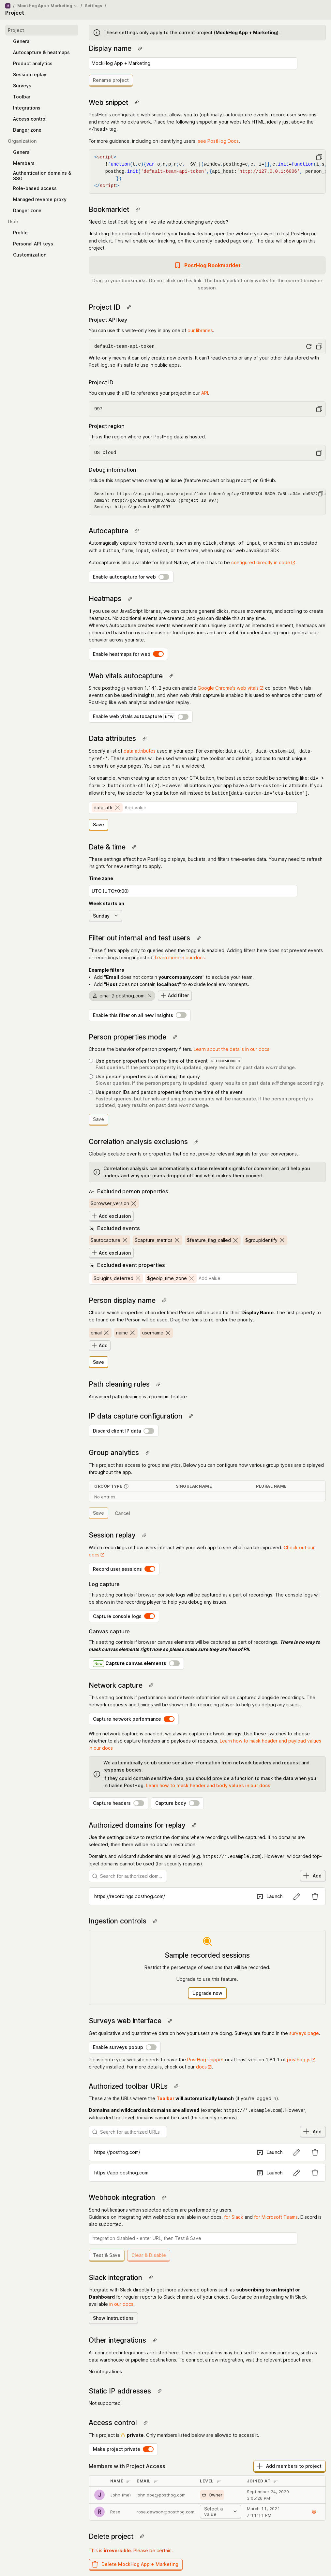 / MockHog App + Marketing / Settings /
Project
Project
General
Autocapture & heatmaps
Product analytics
Session replay
Surveys
Toolbar
Integrations
Access control
Danger zone
Organization
General
Members
Authentication domains &
SSO
Role-based access
Managed reverse proxy
Danger zone
User
Profile
Personal API keys
Customization
These settings only apply to the current project (MockHog App + Marketing).
Display name
MockHog App + Marketing
Rename project
Web snippet
PostHog's configurable web snippet allows you to (optionally) autocapture events, record user sessions,
and more with no extra work. Place the following snippet in your website's HTML, ideally just above the
</head> tag.
For more guidance, including on identifying users, see PostHog Docs.
<script>
!function(t,e){var o,n,p,r;e.__SV||(window.posthog=e,e._i=[],e.init=function(i,s,
posthog.init('default-team-api-token',{api_host:'http://127.0.0.1:6006', person_p
})
</script>
Bookmarklet
Need to test PostHog on a live site without changing any code?
Just drag the bookmarklet below to your bookmarks bar, open the website you want to test PostHog on
and click it. This will enable our tracking, on the currently loaded page only. The data will show up in this
project.
PostHog Bookmarklet
Drag to your bookmarks. Do not click on this link. The bookmarklet only works for the current browser
session.
Project ID
Project API key
You can use this write-only key in any one of our libraries.
default-team-api-token
Write-only means it can only create new events. It can't read events or any of your other data stored with
PostHog, so it's safe to use in public apps.
Project ID
You can use this ID to reference your project in our API.
997
Project region
This is the region where your PostHog data is hosted.
US Cloud
Debug information
Include this snippet when creating an issue (feature request or bug report) on GitHub.
Admin: http://go/adminOrgUS/ABCD (project ID 997)
Sentry: http://go/sentryUS/997
Autocapture
Automagically capture frontend events, such as any click, change of input, or submission associated
with a button, form, input, select, or textarea, when using our web JavaScript SDK.
Autocapture is also available for React Native, where it has to be configured directly in code.
Enable autocapture for web
Heatmaps
If you use our JavaScript libraries, we can capture general clicks, mouse movements, and scrolling to create
heatmaps. No additional events are created, and you can disable this at any time.
Whereas Autocapture creates events whenever it can uniquely identify an interacted element, heatmaps are
generated based on overall mouse or touch positions and are useful for understanding more general user
behavior across your site.
Enable heatmaps for web
Web vitals autocapture
Since posthog-js version 1.141.2 you can enable Google Chrome's web vitals collection. Web vitals
events can be used in insights, and when web vitals capture is enabled it is used to enhance other parts of
PostHog like web analytics and session replay.
Enable web vitals autocapture NEW
Data attributes
Specify a list of data attributes used in your app. For example: data-attr, data-custom-id, data-
myref-*. These attributes will be used when using the toolbar and defining actions to match unique
elements on your pages. You can use * as a wildcard.
For example, when creating an action on your CTA button, the best selector could be something like: div >
form > button:nth-child(2). However all buttons in your app have a data-custom-id attribute. If you
allow it here, the selector for your button will instead be button[data-custom-id='cta-button'].
data-attr Add value
Save
Date & time
These settings affect how PostHog displays, buckets, and filters time-series data. You may need to refresh
insights for new settings to apply.
Time zone
UTC (UTC±0:00)
Week starts on
Sunday
Filter out internal and test users
These filters apply only to queries when the toggle is enabled. Adding filters here does not prevent events
or recordings being ingested. Learn more in our docs.
Example filters
Add "Email does not contain yourcompany.com" to exclude your team.
Add "Host does not contain localhost" to exclude local environments.
email ∌ posthog.com Add filter
Enable this filter on all new insights
Person properties mode
Choose the behavior of person property filters. Learn about the details in our docs.
Use person properties from the time of the event RECOMMENDED
Fast queries. If the person property is updated, query results on past data won't change.
Use person properties as of running the query
Slower queries. If the person property is updated, query results on past data will change accordingly.
Use person IDs and person properties from the time of the event
Fastest queries, but funnels and unique user counts will be inaccurate. If the person property is
updated, query results on past data won't change.
Save
Correlation analysis exclusions
Globally exclude events or properties that do not provide relevant signals for your conversions.
Correlation analysis can automatically surface relevant signals for conversion, and help you
understand why your users dropped off and what makes them convert.
Excluded person properties
$browser_version
Add exclusion
Excluded events
$autocapture $capture_metrics $feature_flag_called $groupidentify
Add exclusion
Excluded event properties
$plugins_deferred $geoip_time_zone Add value
Person display name
Choose which properties of an identified Person will be used for their Display Name. The first property to
be found on the Person will be used. Drag the items to re-order the priority.
email name username
Add
Save
Path cleaning rules
Advanced path cleaning is a premium feature.
IP data capture configuration
Discard client IP data
Group analytics
This project has access to group analytics. Below you can configure how various group types are displayed
throughout the app.
GROUP TYPE SINGULAR NAME PLURAL NAME
No entries
Save Cancel
Session replay
Watch recordings of how users interact with your web app to see what can be improved. Check out our
docs
Record user sessions
Log capture
This setting controls if browser console logs will be captured as a part of recordings. The console logs will
be shown in the recording player to help you debug any issues.
Capture console logs
Canvas capture
This setting controls if browser canvas elements will be captured as part of recordings. There is no way to
mask canvas elements right now so please make sure they are free of PII.
New Capture canvas elements
Network capture
This setting controls if performance and network information will be captured alongside recordings. The
network requests and timings will be shown in the recording player to help you debug any issues.
Capture network performance
When network capture is enabled, we always capture network timings. Use these switches to choose
whether to also capture headers and payloads of requests. Learn how to mask header and payload values
in our docs
We automatically scrub some sensitive information from network headers and request and
response bodies.
If they could contain sensitive data, you should provide a function to mask the data when you
initialise PostHog. Learn how to mask header and body values in our docs
Capture headers Capture body
Authorized domains for replay
Use the settings below to restrict the domains where recordings will be captured. If no domains are
selected, then there will be no domain restriction.
Domains and wildcard subdomains are allowed (e.g. https://*.example.com). However, wildcarded top-
level domains cannot be used (for security reasons).
Search for authorized dom... Add
https://recordings.posthog.com/ Launch
Ingestion controls
Sample recorded sessions
Restrict the percentage of sessions that will be recorded.
Upgrade to use this feature.
Upgrade now
Surveys web interface
Get qualitative and quantitative data on how your users are doing. Surveys are found in the surveys page.
Enable surveys popup
Please note your website needs to have the PostHog snippet or at least version 1.81.1 of posthog-js
directly installed. For more details, check out our docs.
Authorized toolbar URLs
These are the URLs where the Toolbar will automatically launch (if you're logged in).
Domains and wildcard subdomains are allowed (example: https://*.example.com). However,
wildcarded top-level domains cannot be used (for security reasons).
Search for authorized URLs Add
https://posthog.com/ Launch
https://app.posthog.com Launch
Webhook integration
Send notifications when selected actions are performed by users.
Guidance on integrating with webhooks available in our docs, for Slack and for Microsoft Teams. Discord is
also supported.
integration disabled - enter URL, then Test & Save
Test & Save Clear & Disable
Slack integration
Integrate with Slack directly to get more advanced options such as subscribing to an Insight or
Dashboard for regular reports to Slack channels of your choice. Guidance on integrating with Slack
available in our docs.
Show Instructions
Other integrations
All connected integrations are listed here. These integrations may be used for various purposes, such as
data warehouse source or pipeline destinations. To connect a new integration, visit the relevant product area.
No integrations
Static IP addresses
Not supported
Access control
This project is private. Only members listed below are allowed to access it.
Make project private
Members with Project Access Add members to project
NAME EMAIL LEVEL JOINED AT
J John (me) john.doe@posthog.com Owner September 24, 2020
R Rose rose.dawson@posthog.com Select a
value March 11, 2021
7:11:11 PM
Delete project
This is irreversible. Please be certain.
Delete MockHog App + Marketing